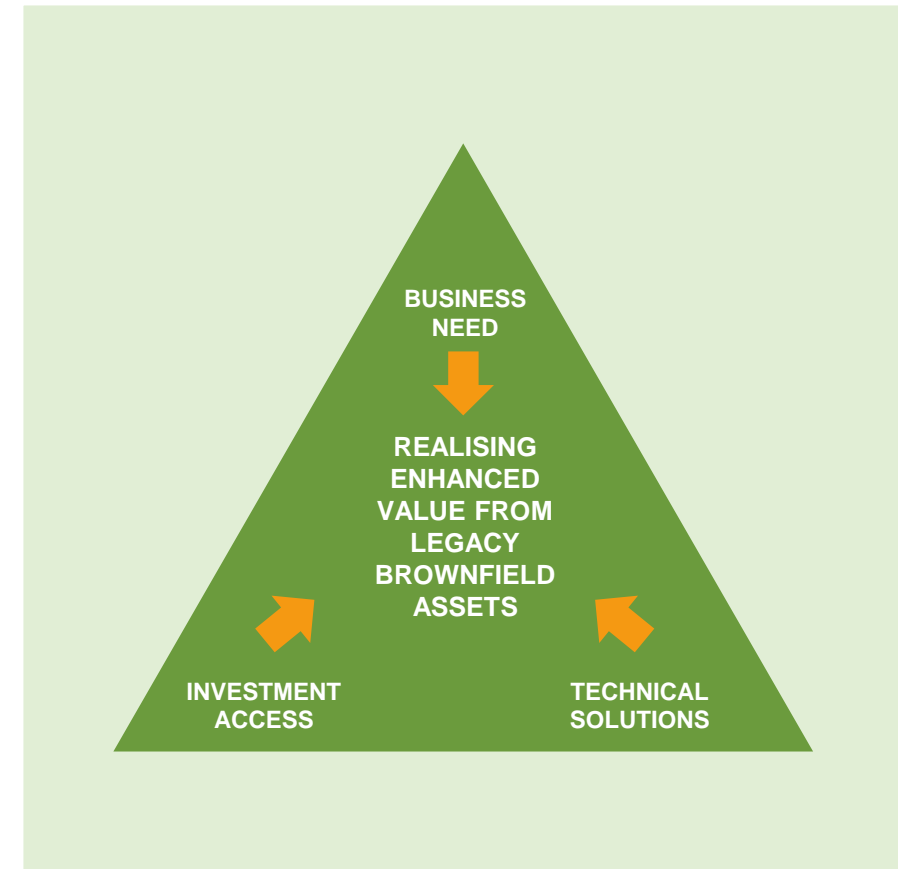 BUSINESS
NEED
REALISING
ENHANCED
VALUE FROM
LEGACY
BROWNFIELD
ASSETS
INVESTMENT
ACCESS
TECHNICAL
SOLUTIONS